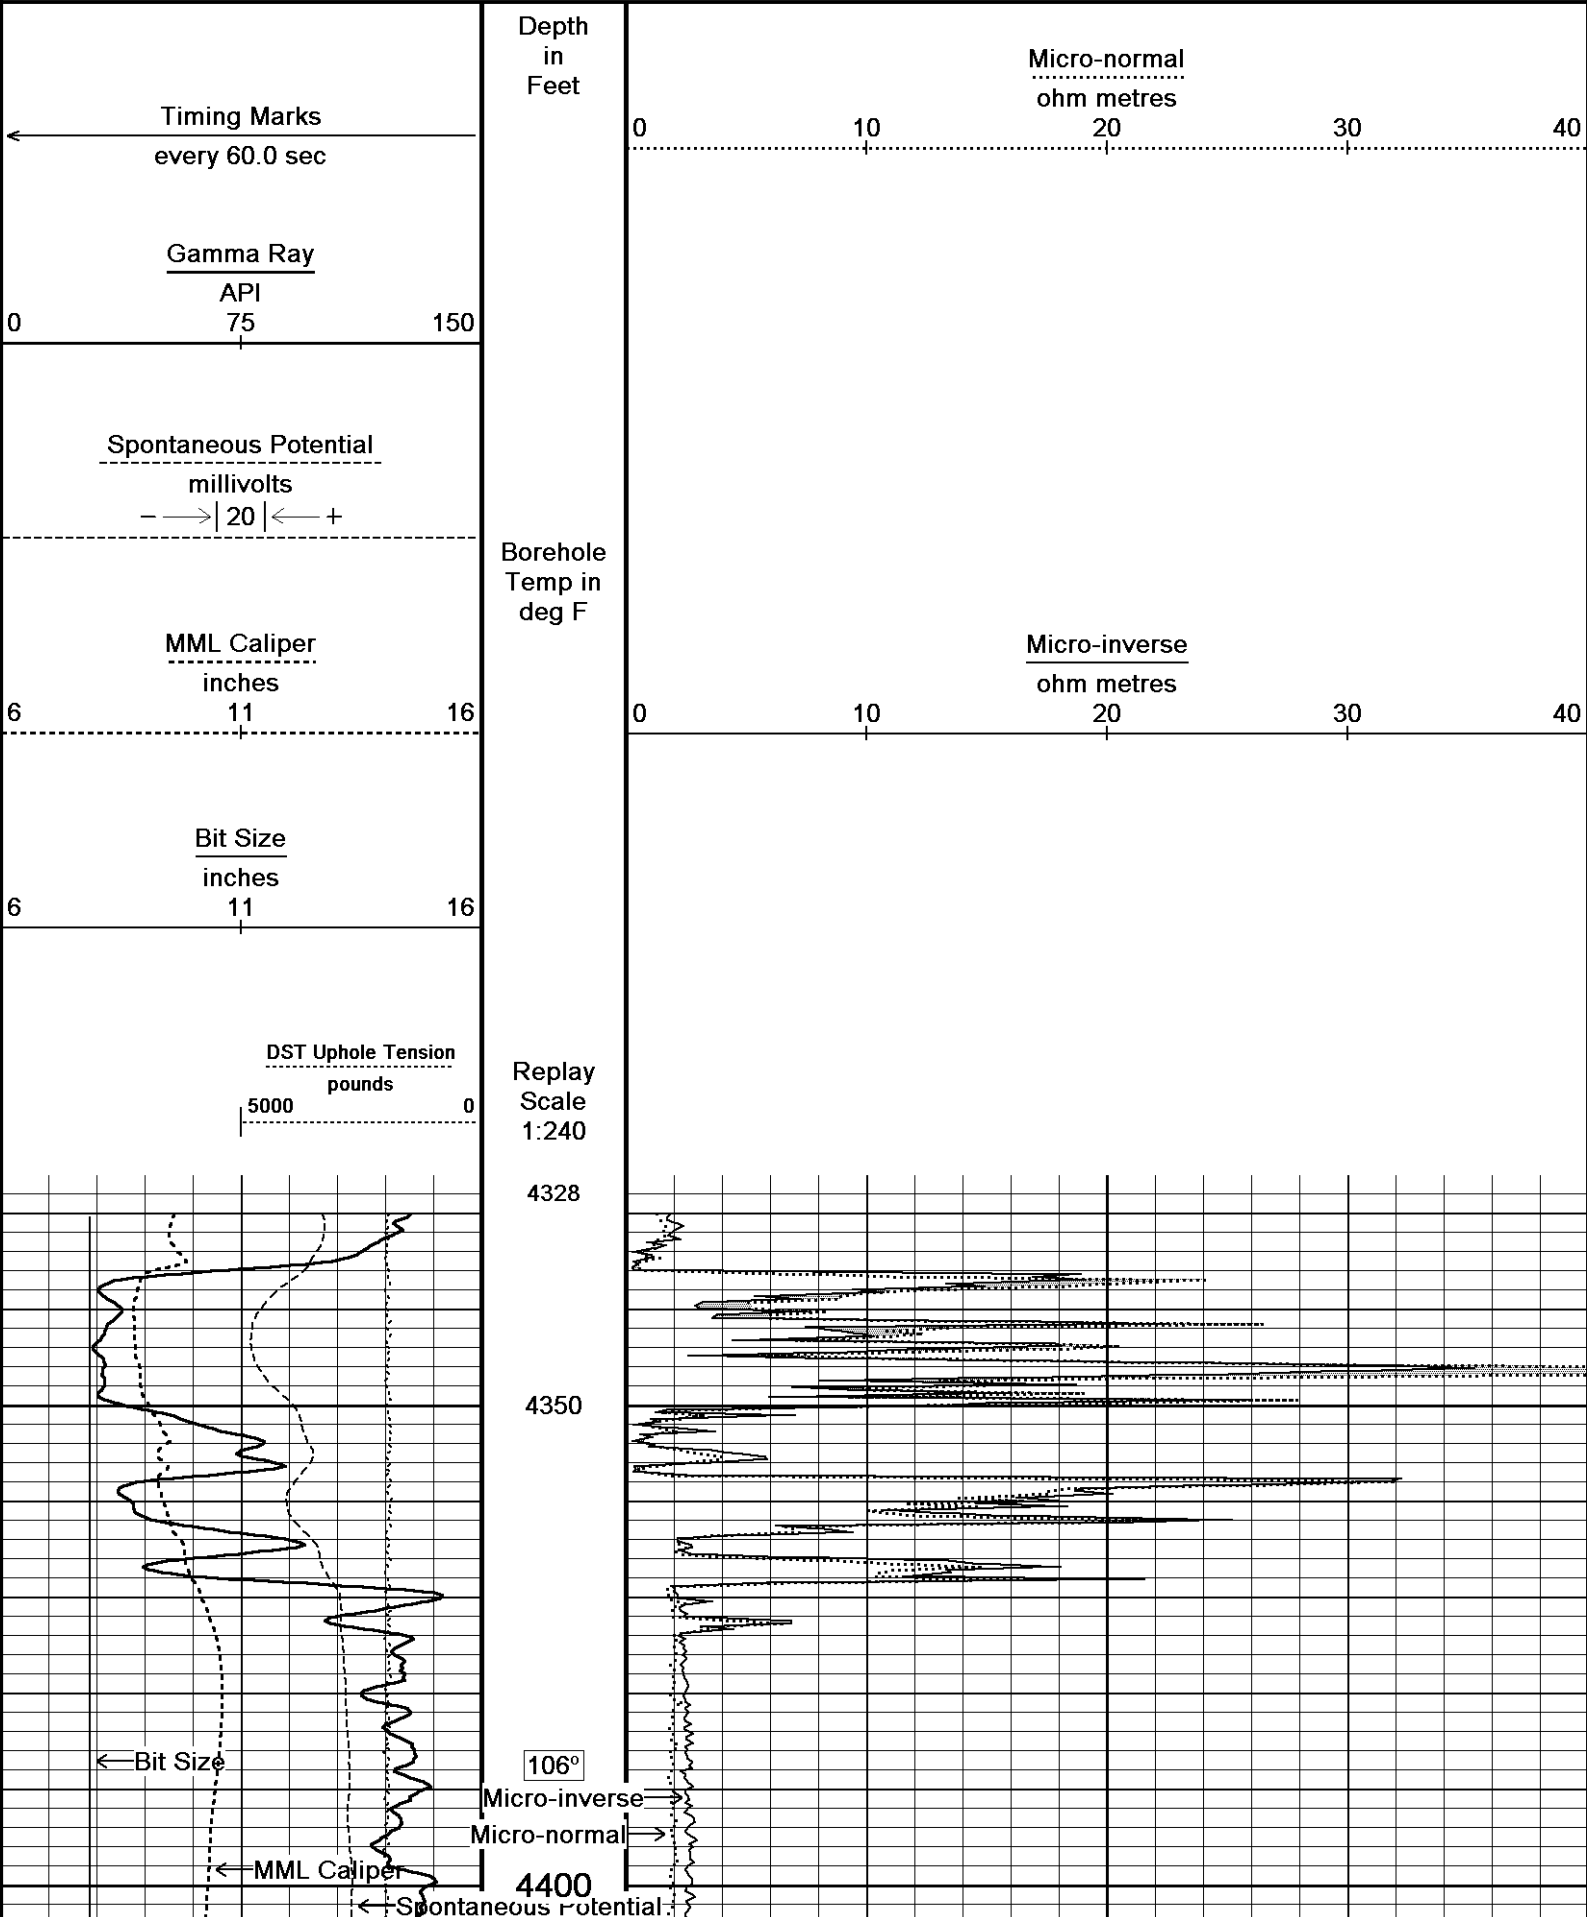 Timing Marks
every 60.0 sec
Gamma Ray
API
0 75 150
Spontaneous Potential
millivolts
− 20 +
MML Caliper
inches
6 11 16
Bit Size
inches
6 11 16
DST Uphole Tension
pounds
5000 0
Depth
in
Feet
Borehole
Temp in
deg F
Replay
Scale
1:240
Micro-normal
ohm metres
0 10 20 30 40
Micro-inverse
ohm metres
0 10 20 30 40
4328
4350
Bit Size
106º
Micro-inverse
Micro-normal
MML Caliper
4400
Spontaneous Potential